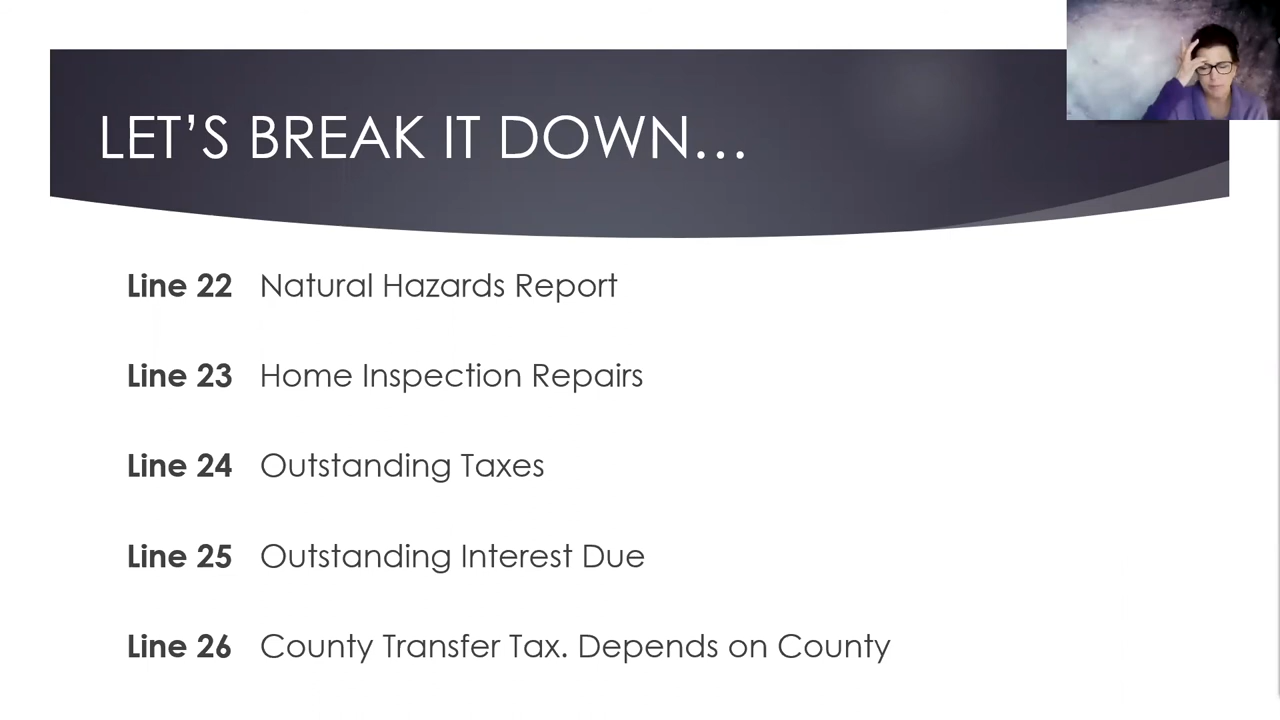 LET’S BREAK IT DOWN…
Line 22 Natural Hazards Report
Line 23 Home Inspection Repairs
Line 24 Outstanding Taxes
Line 25 Outstanding Interest Due
Line 26 County Transfer Tax. Depends on County